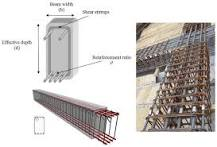 Beam width
(b)
Shear stirrups
Effective depth
(d)
Reinforcement ratio